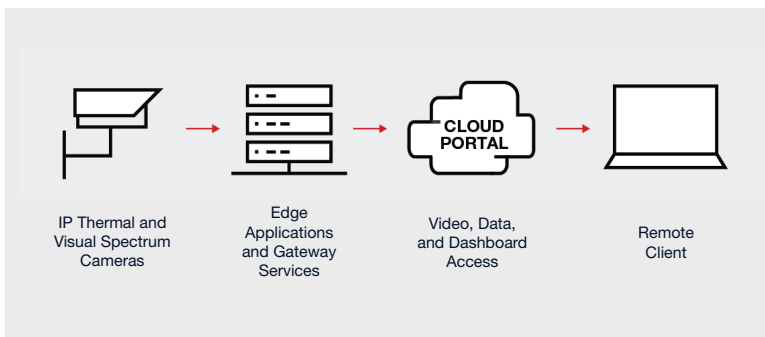 CLOUD
PORTAL
IP Thermal and
Visual Spectrum
Cameras
Edge
Applications
and Gateway
Services
Video, Data,
and Dashboard
Access
Remote
Client